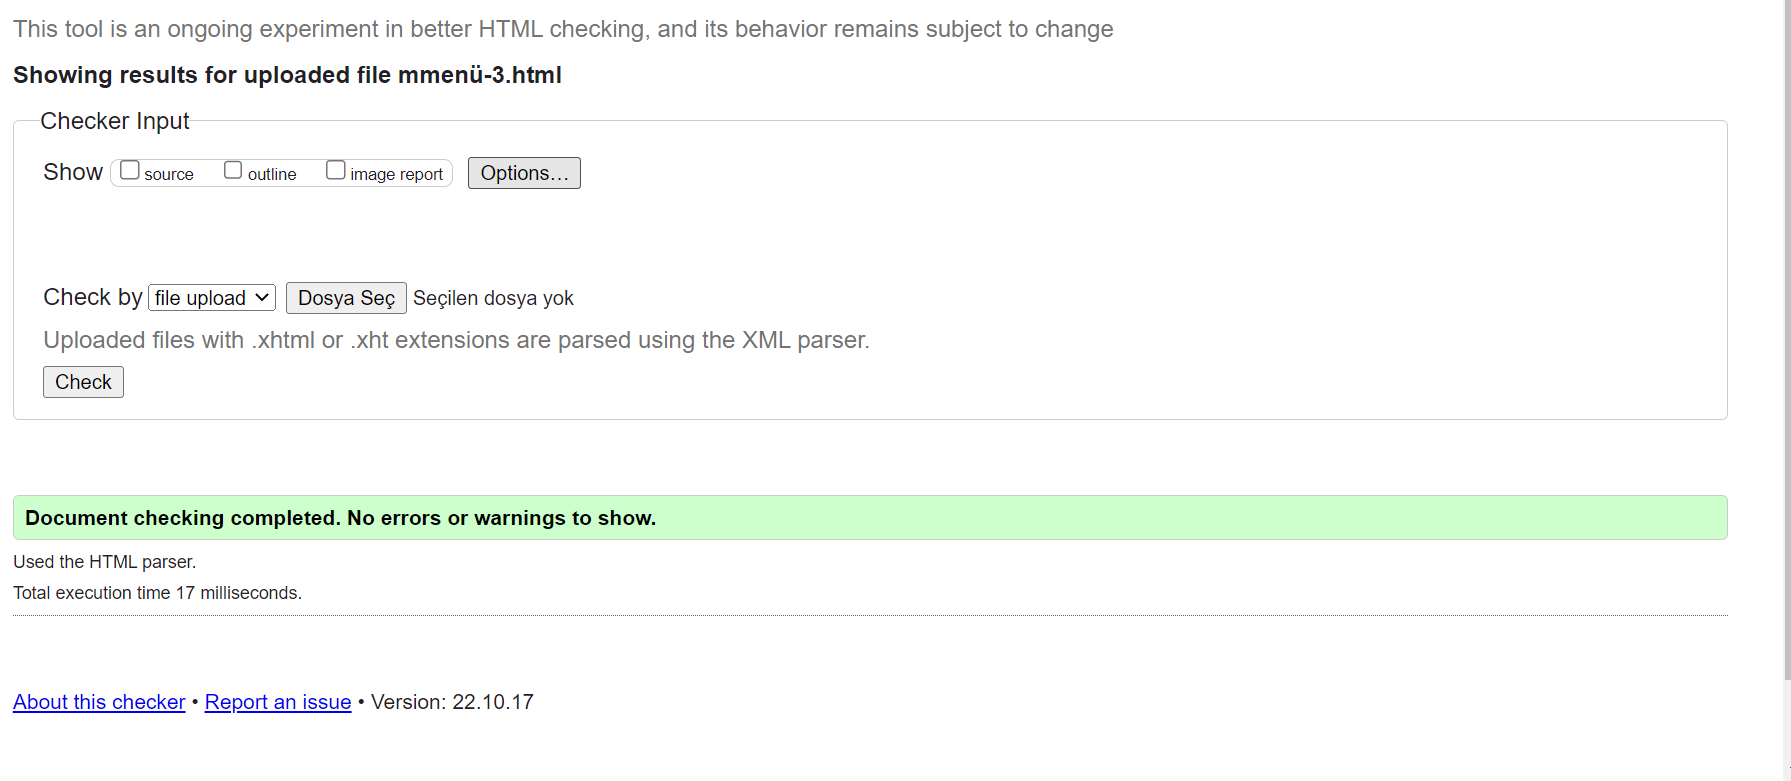 This tool is an ongoing experiment in better HTML checking, and its behavior remains subject to change
Showing results for uploaded file mmenü-3.html
Checker Input
Show source outline image report Options...
Check by file upload Dosya Seç Seçilen dosya yok
Uploaded files with .xhtml or .xht extensions are parsed using the XML parser.
Check
Document checking completed. No errors or warnings to show.
Used the HTML parser.
Total execution time 17 milliseconds.
About this checker • Report an issue • Version: 22.10.17